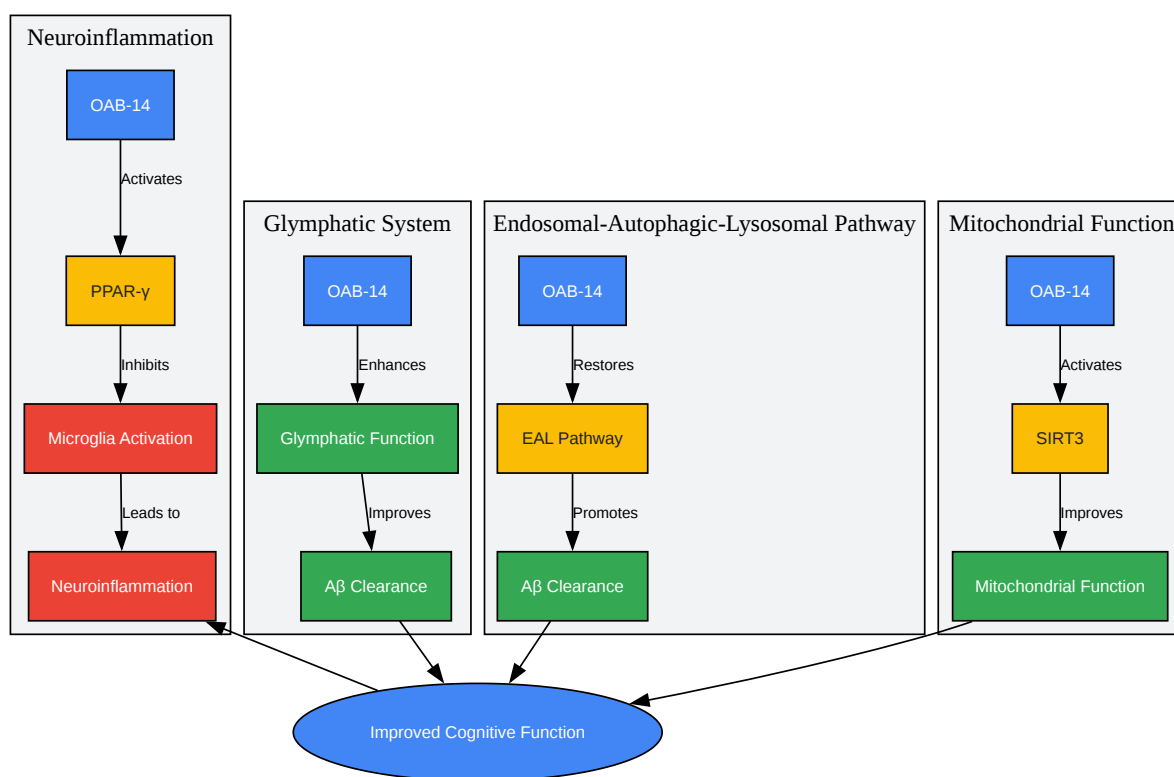 Neuroinflammation
OAB-14
Activates
PPAR-γ
Inhibits
Microglia Activation
Leads to
Neuroinflammation
Glymphatic System
OAB-14
Enhances
Glymphatic Function
Improves
Aβ Clearance
Endosomal-Autophagic-Lysosomal Pathway
OAB-14
Restores
EAL Pathway
Promotes
Aβ Clearance
Mitochondrial Function
OAB-14
Activates
SIRT3
Improves
Mitochondrial Function
Improved Cognitive Function